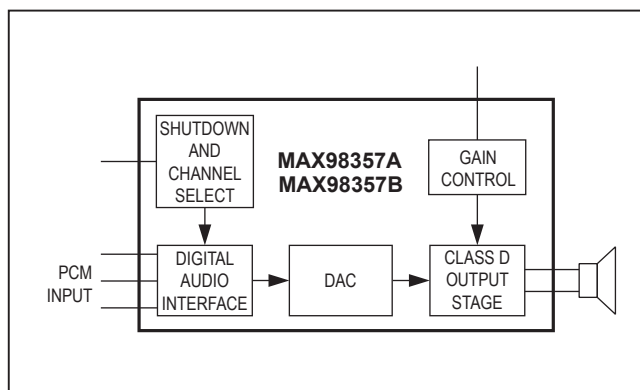 SHUTDOWN
AND
CHANNEL
SELECT
MAX98357A
MAX98357B
GAIN
CONTROL
PCM
INPUT
DIGITAL
AUDIO
INTERFACE
DAC
CLASS D
OUTPUT
STAGE